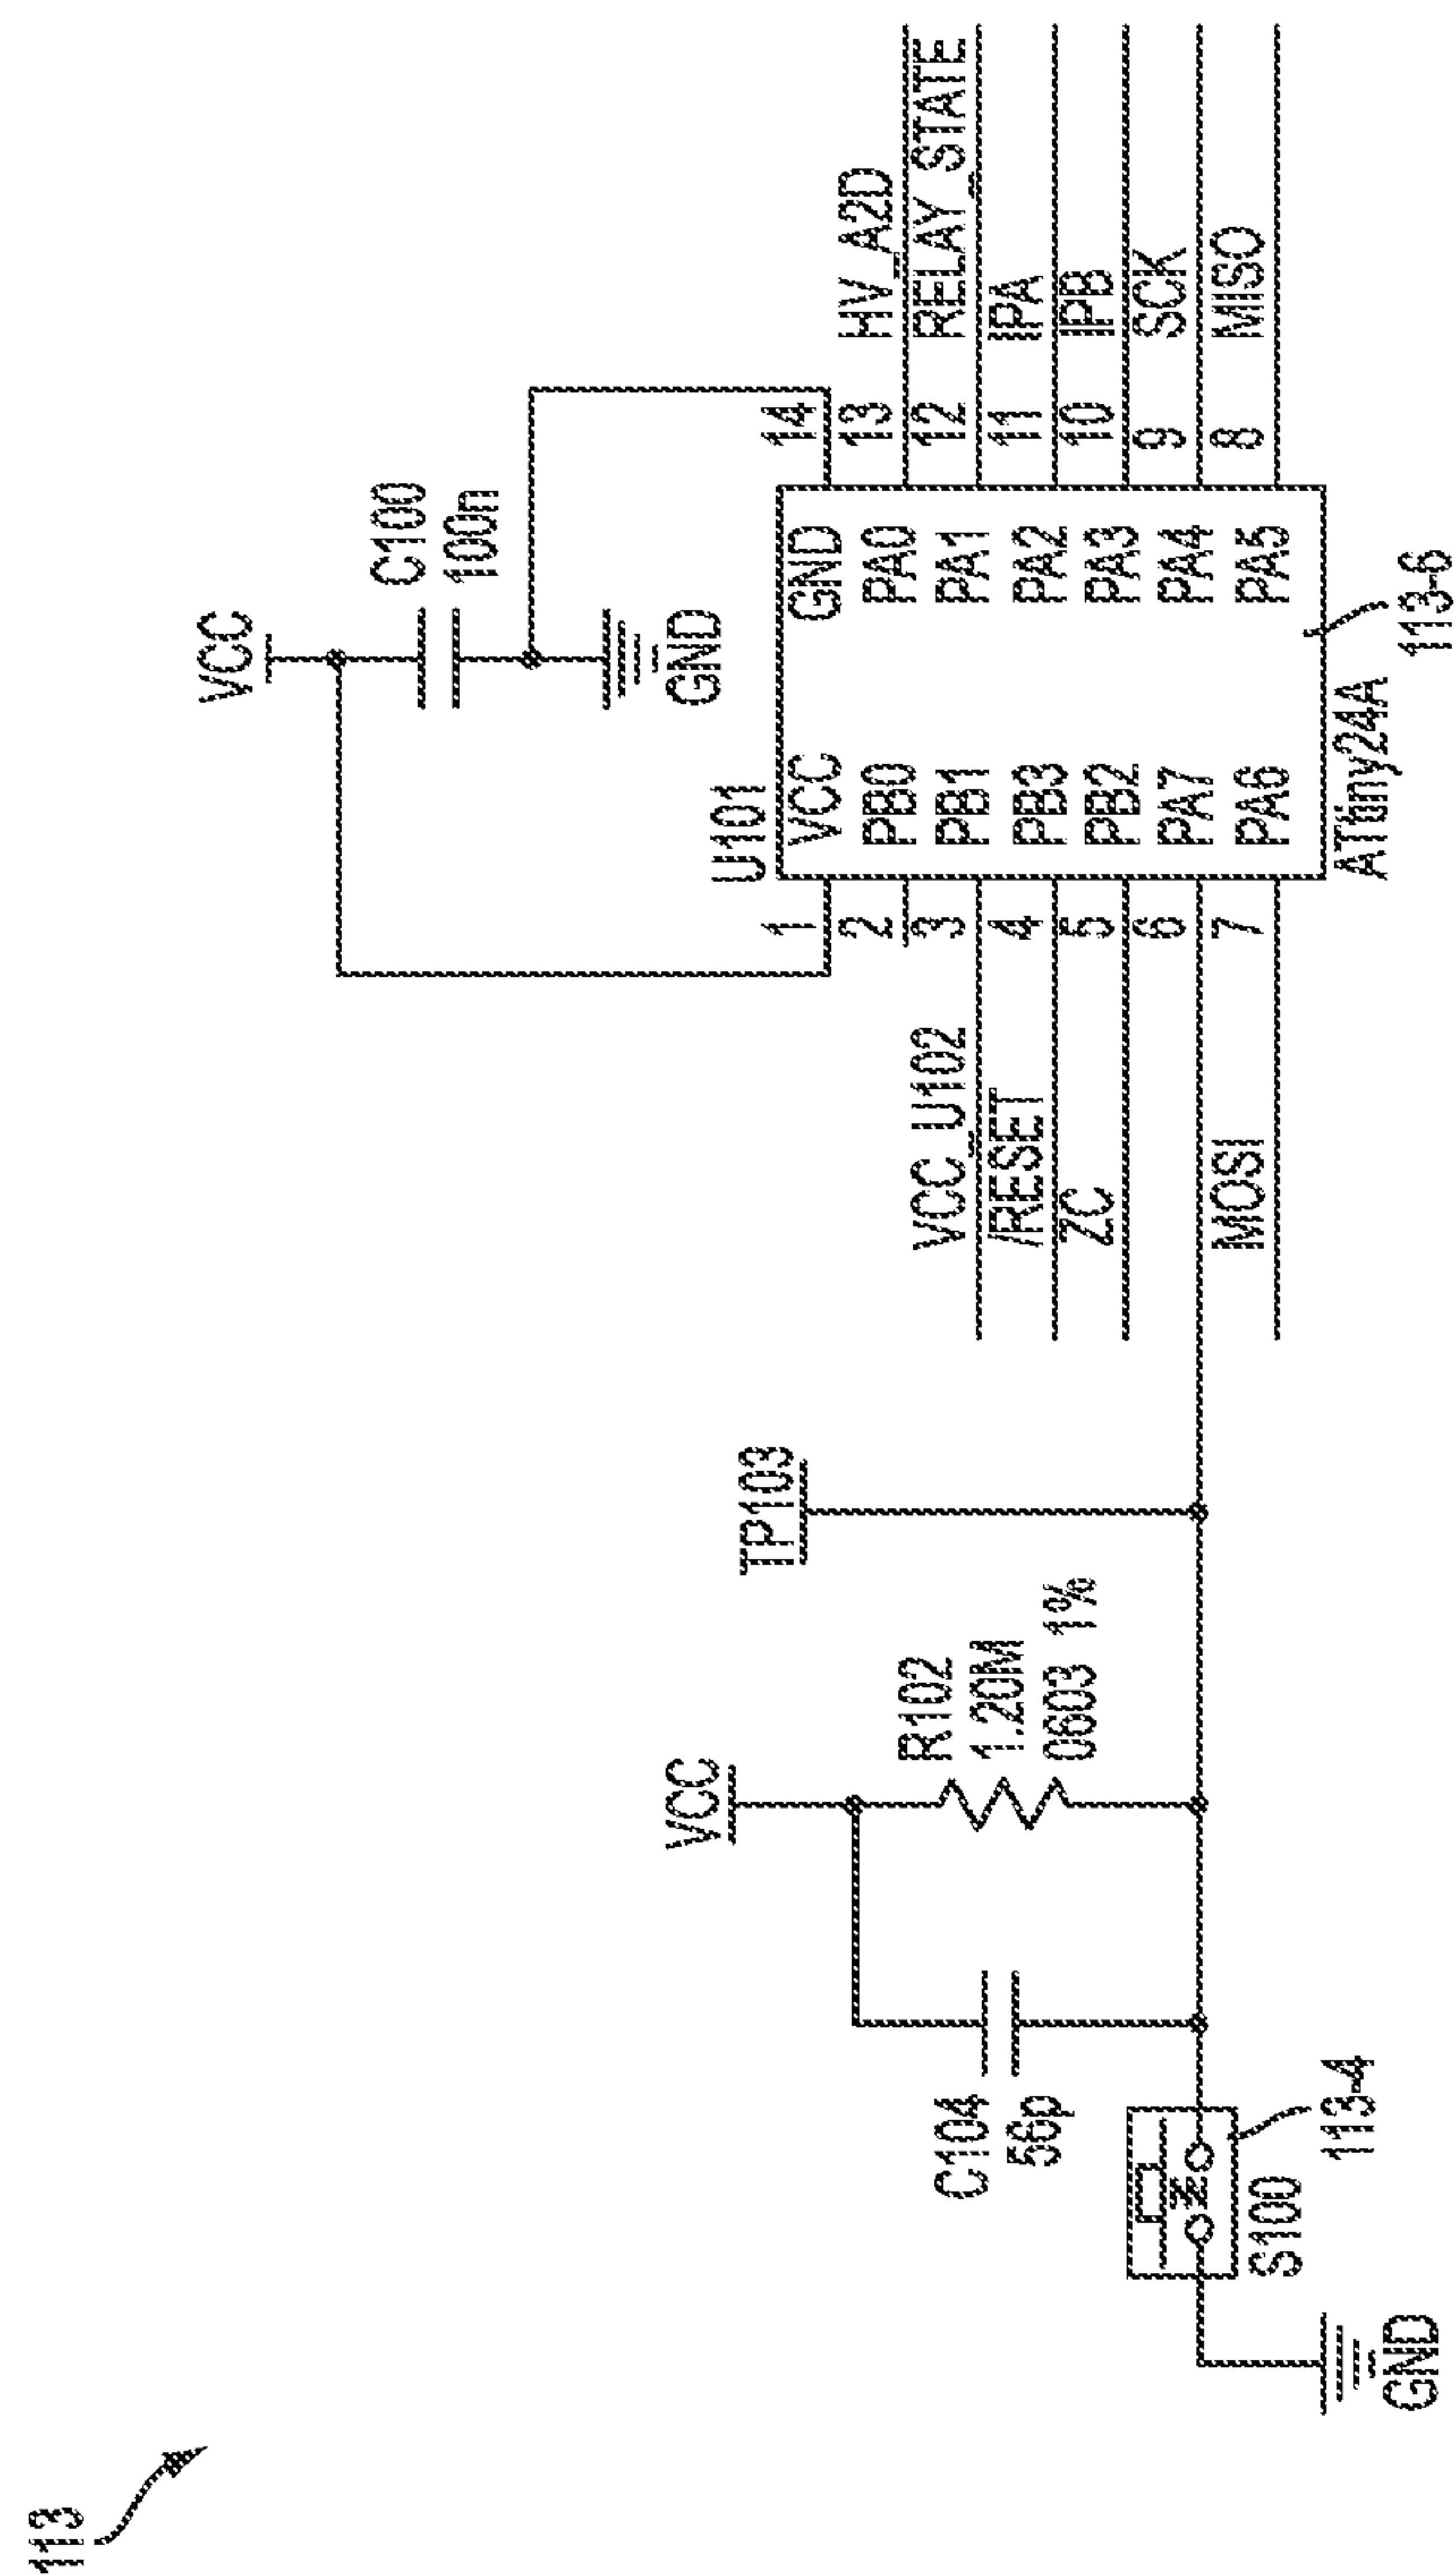 113
VCC
C100
100n
GND
U101
1 VCC GND 14
2 PB0 PA0 13 HV_A2D
VCC_U102 3 PB1 PA1 12 RELAY_STATE
/RESET 4 PB3 PA2 11 IPA
ZC 5 PB2 PA3 10 IPB
6 PA7 PA4 9 SCK
MOSI 7 PA6 PA5 8 MISO
ATtiny24A
113-6
TP103
VCC
R102
1.20M
0603 1%
C104
56p
113-4
S100
GND